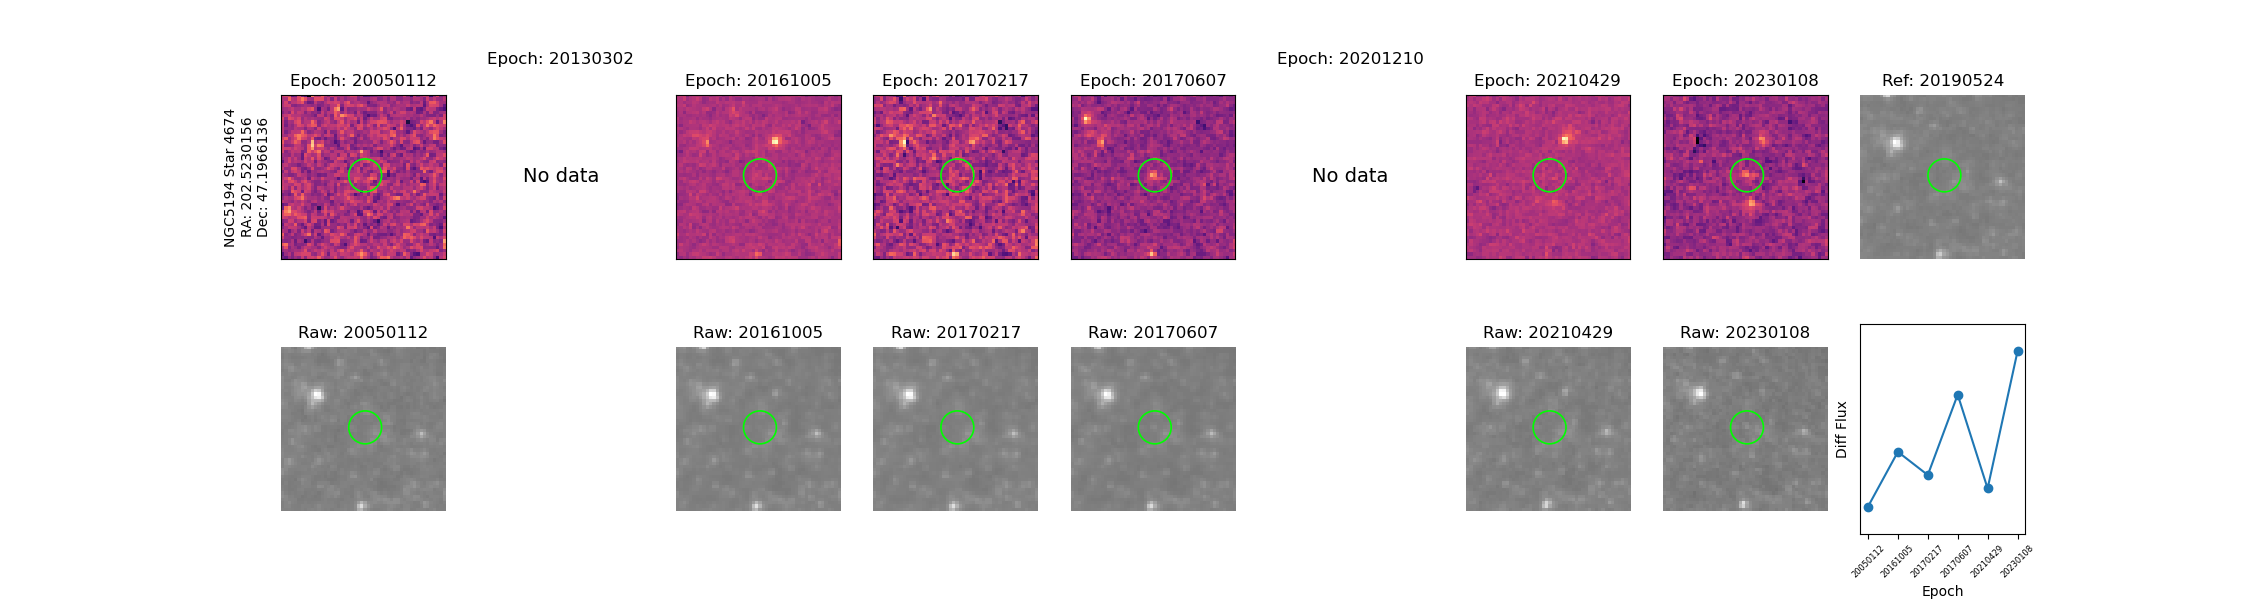 Epoch: 20130302
Epoch: 20201210
Epoch: 20050112
Epoch: 20161005
Epoch: 20170217
Epoch: 20170607
Epoch: 20210429
Epoch: 20230108
Ref: 20190524
NGC5194 Star 4674
RA: 202.5230156
Dec: 47.1966136
No data
No data
Raw: 20050112
Raw: 20161005
Raw: 20170217
Raw: 20170607
Raw: 20210429
Raw: 20230108
Diff Flux
20050112
20161005
20170217
20170607
20210429
20230108
Epoch